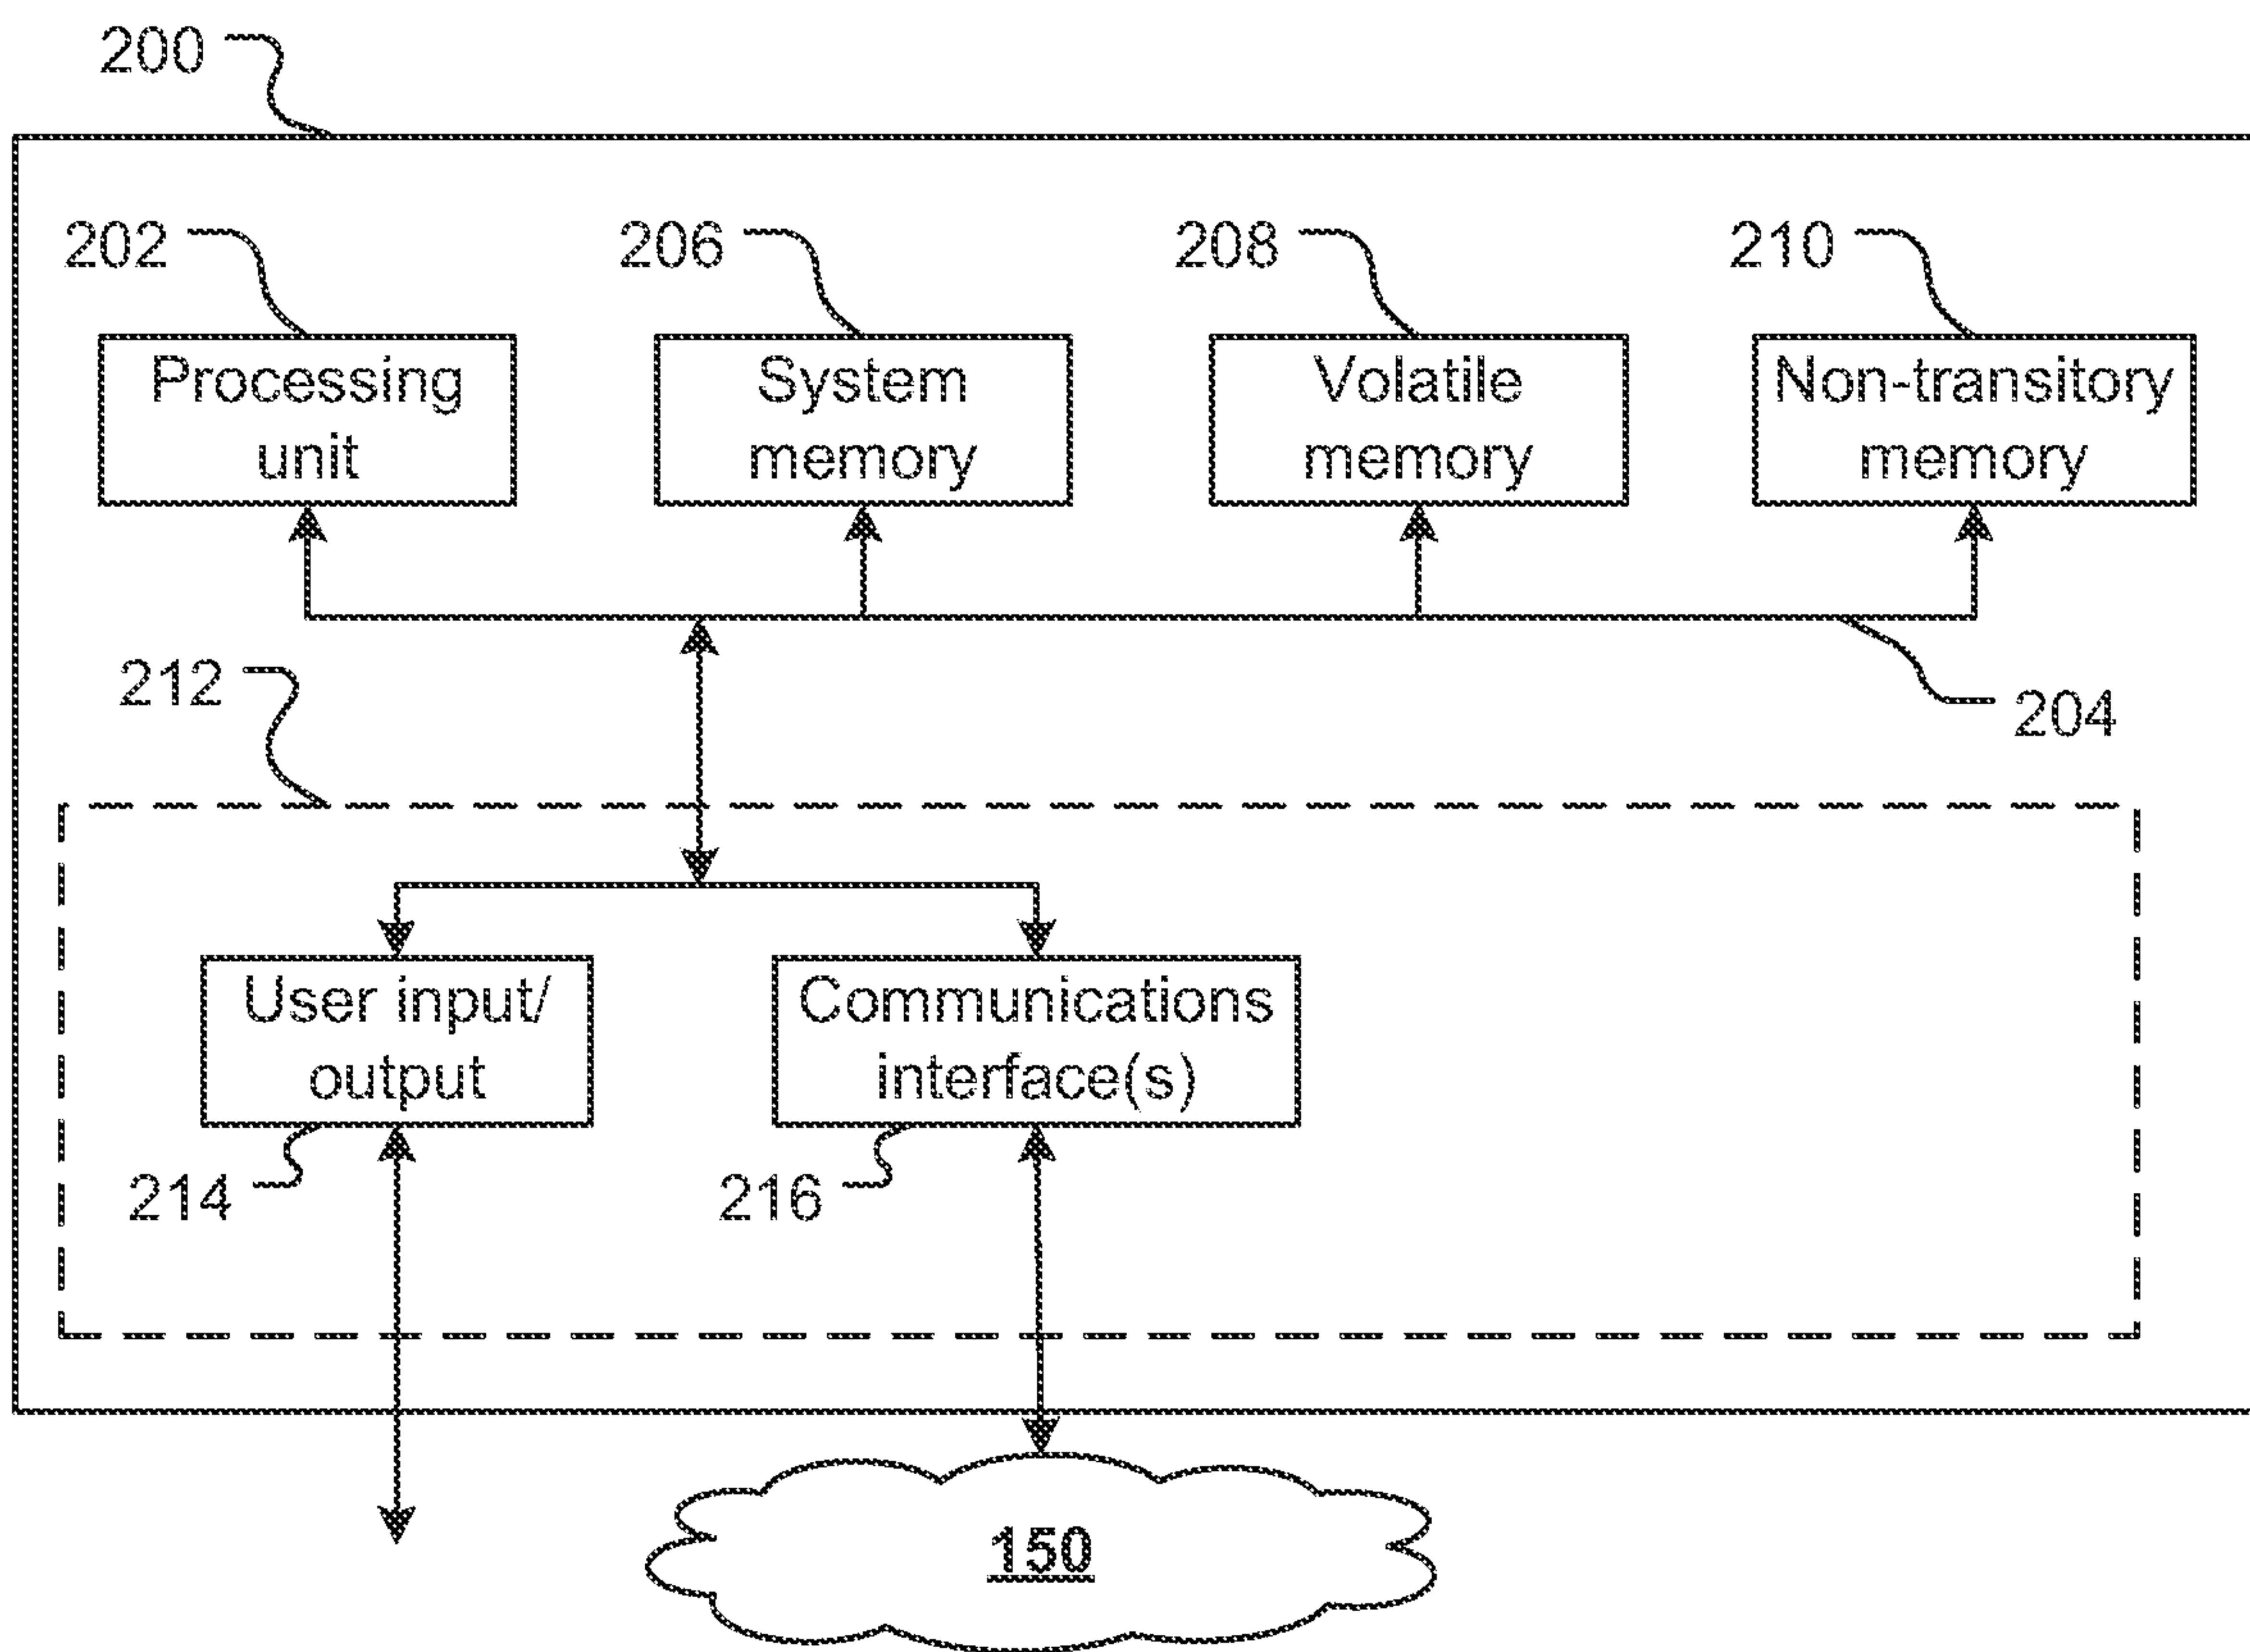 200
202
206
208
210
Processing
unit
System
memory
Volatile
memory
Non-transitory
memory
212
204
User input/
output
Communications
interface(s)
214
216
150